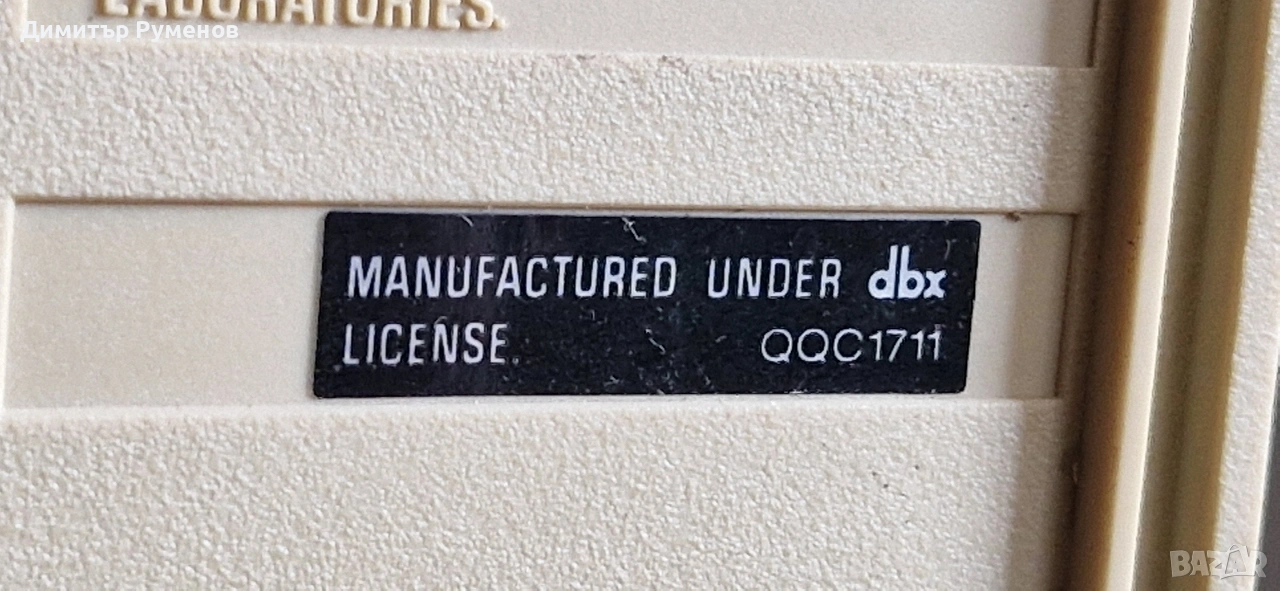 LABORATORIES.
Димитър Руменов
MANUFACTURED UNDER dbx
LICENSE. QQC1711
BAZAR